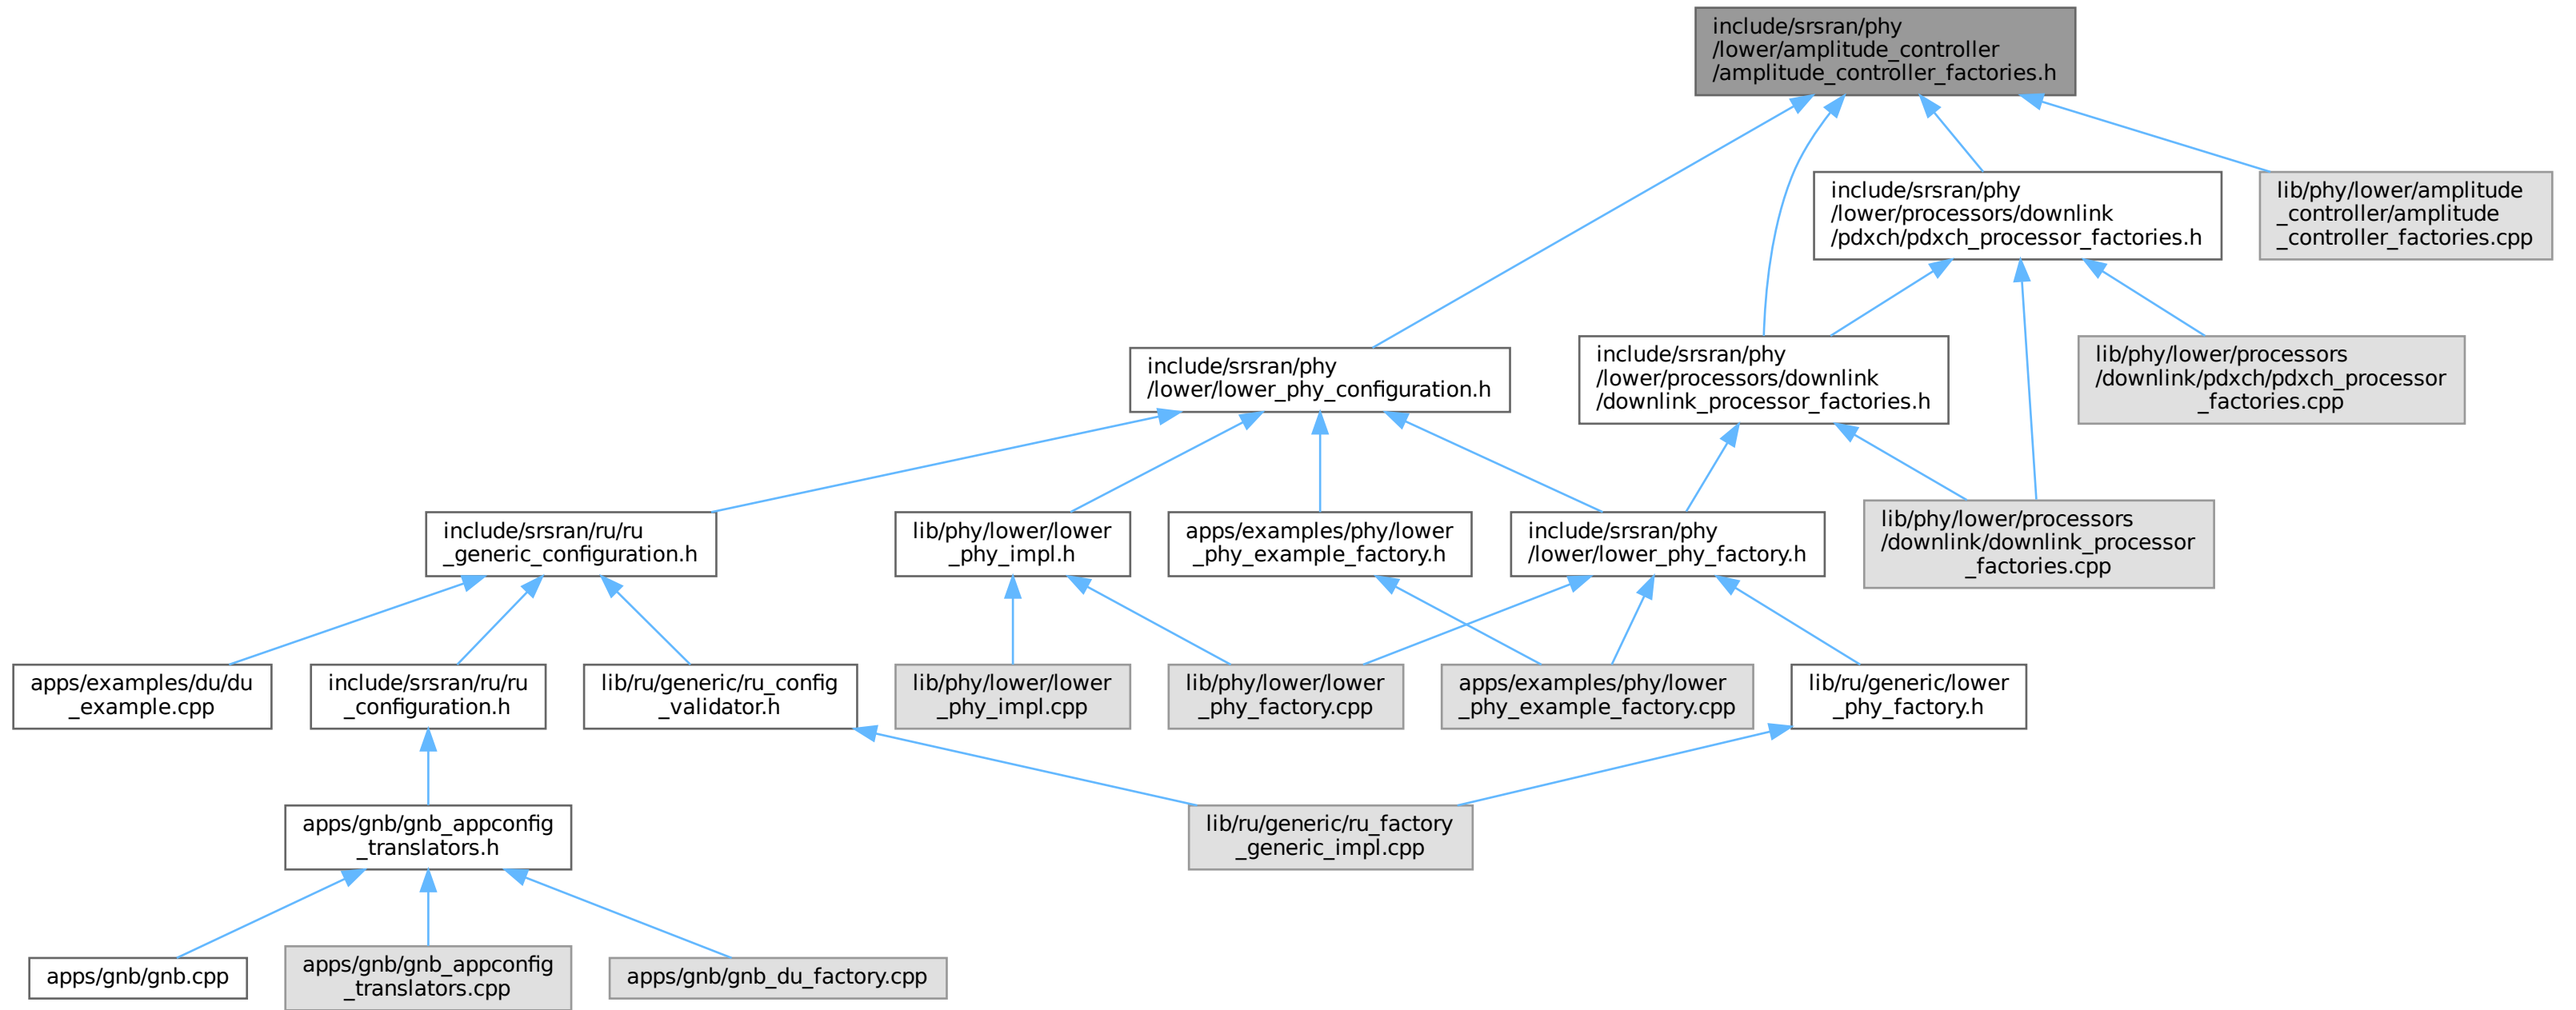 include/srsran/phy
/lower/amplitude_controller
/amplitude_controller_factories.h
include/srsran/phy
/lower/processors/downlink
/pdxch/pdxch_processor_factories.h
lib/phy/lower/amplitude
_controller/amplitude
_controller_factories.cpp
include/srsran/phy
/lower/lower_phy_configuration.h
include/srsran/phy
/lower/processors/downlink
/downlink_processor_factories.h
lib/phy/lower/processors
/downlink/pdxch/pdxch_processor
_factories.cpp
include/srsran/ru/ru
_generic_configuration.h
lib/phy/lower/lower
_phy_impl.h
apps/examples/phy/lower
_phy_example_factory.h
include/srsran/phy
/lower/lower_phy_factory.h
lib/phy/lower/processors
/downlink/downlink_processor
_factories.cpp
apps/examples/du/du
_example.cpp
include/srsran/ru/ru
_configuration.h
lib/ru/generic/ru_config
_validator.h
lib/phy/lower/lower
_phy_impl.cpp
lib/phy/lower/lower
_phy_factory.cpp
apps/examples/phy/lower
_phy_example_factory.cpp
lib/ru/generic/lower
_phy_factory.h
apps/gnb/gnb_appconfig
_translators.h
lib/ru/generic/ru_factory
_generic_impl.cpp
apps/gnb/gnb.cpp
apps/gnb/gnb_appconfig
_translators.cpp
apps/gnb/gnb_du_factory.cpp